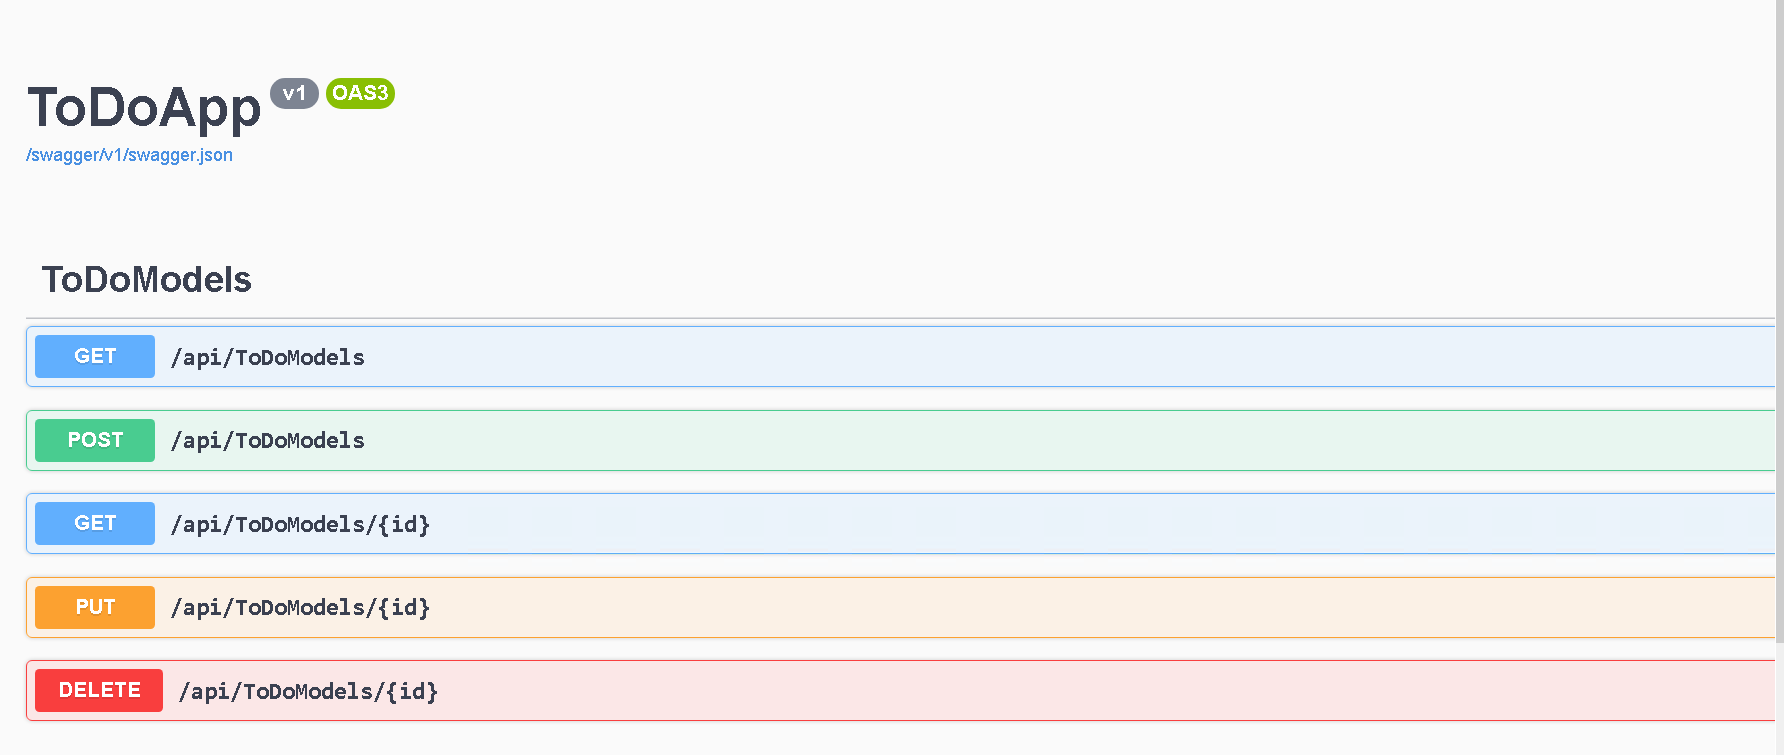 ToDoApp v1 OAS3
/swagger/v1/swagger.json
ToDoModels
GET /api/ToDoModels
POST /api/ToDoModels
GET /api/ToDoModels/{id}
PUT /api/ToDoModels/{id}
DELETE /api/ToDoModels/{id}